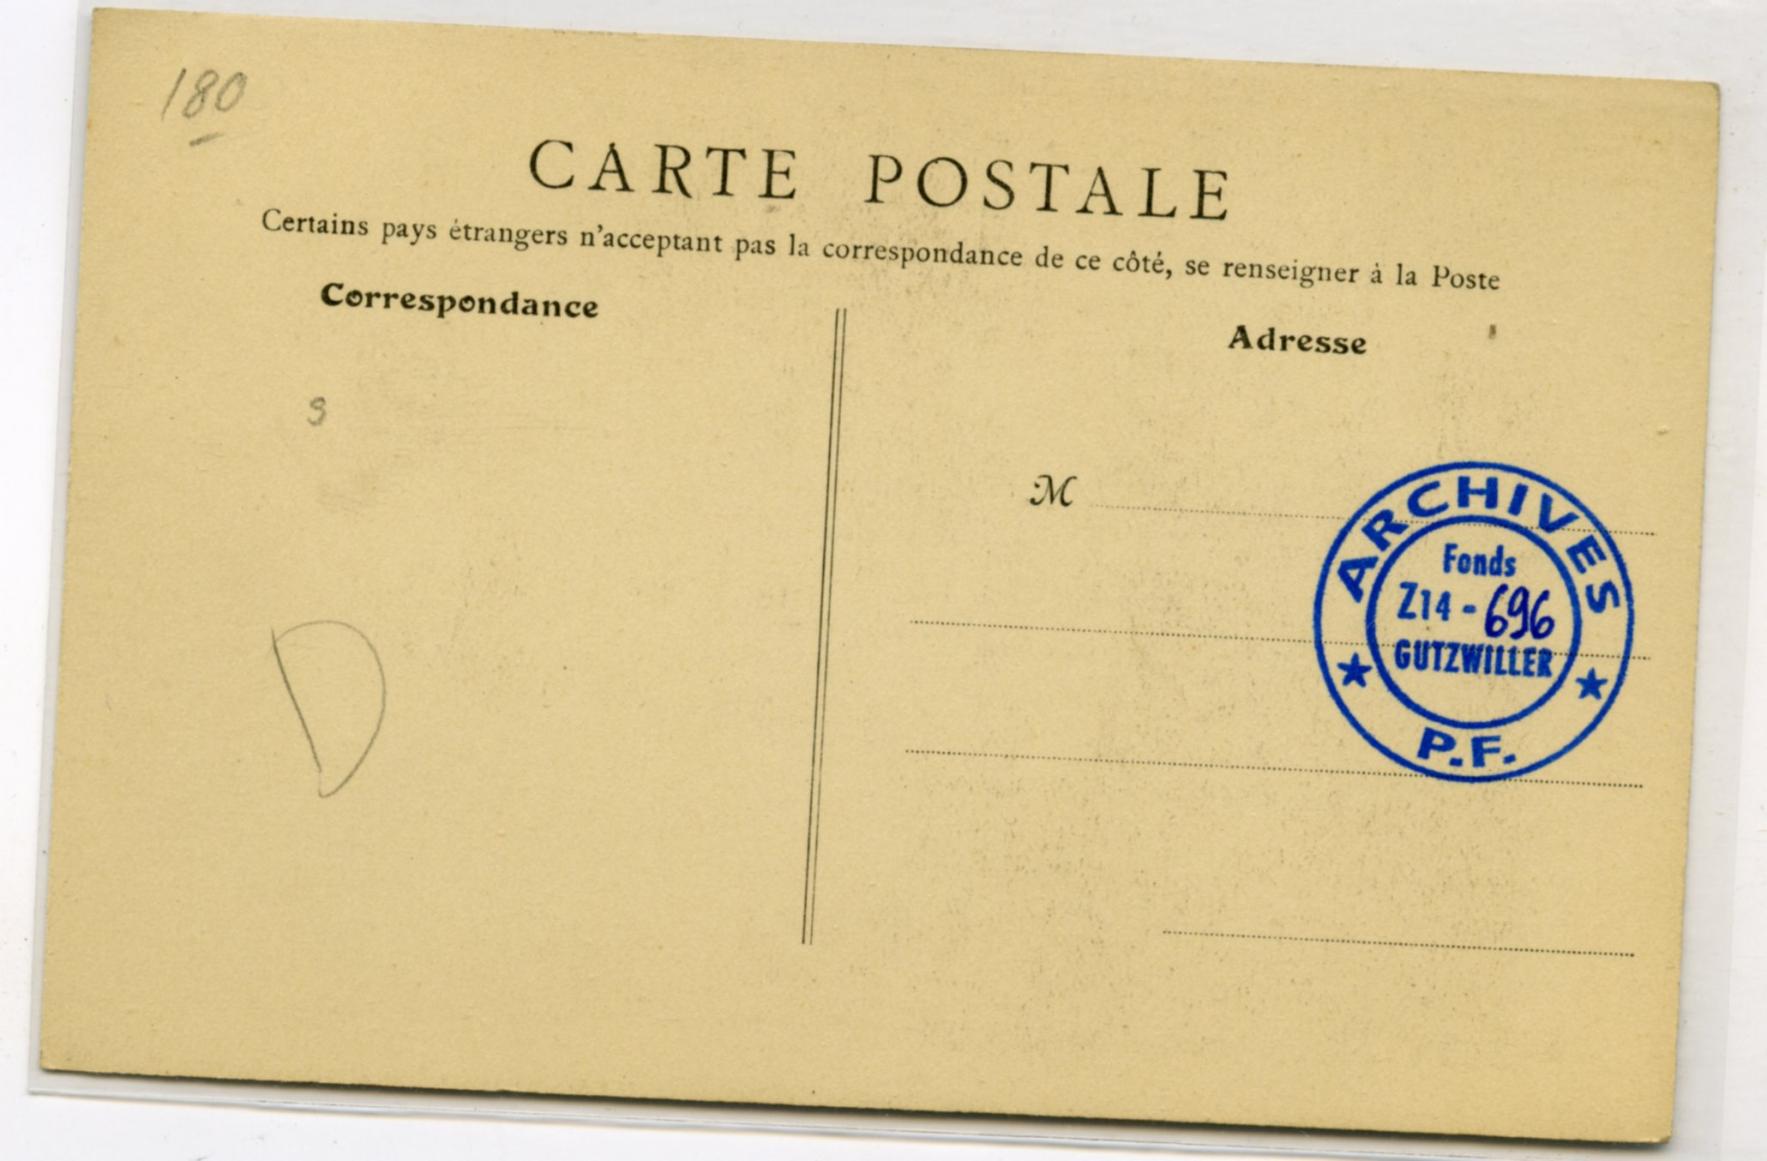 180
CARTE POSTALE
Certains pays étrangers n'acceptant pas la correspondance de ce côté, se renseigner à la Poste
Correspondance
Adresse
s
M
ARCHIVES
Fonds
Z14 - 696
GUTZWILLER
P.F.
D